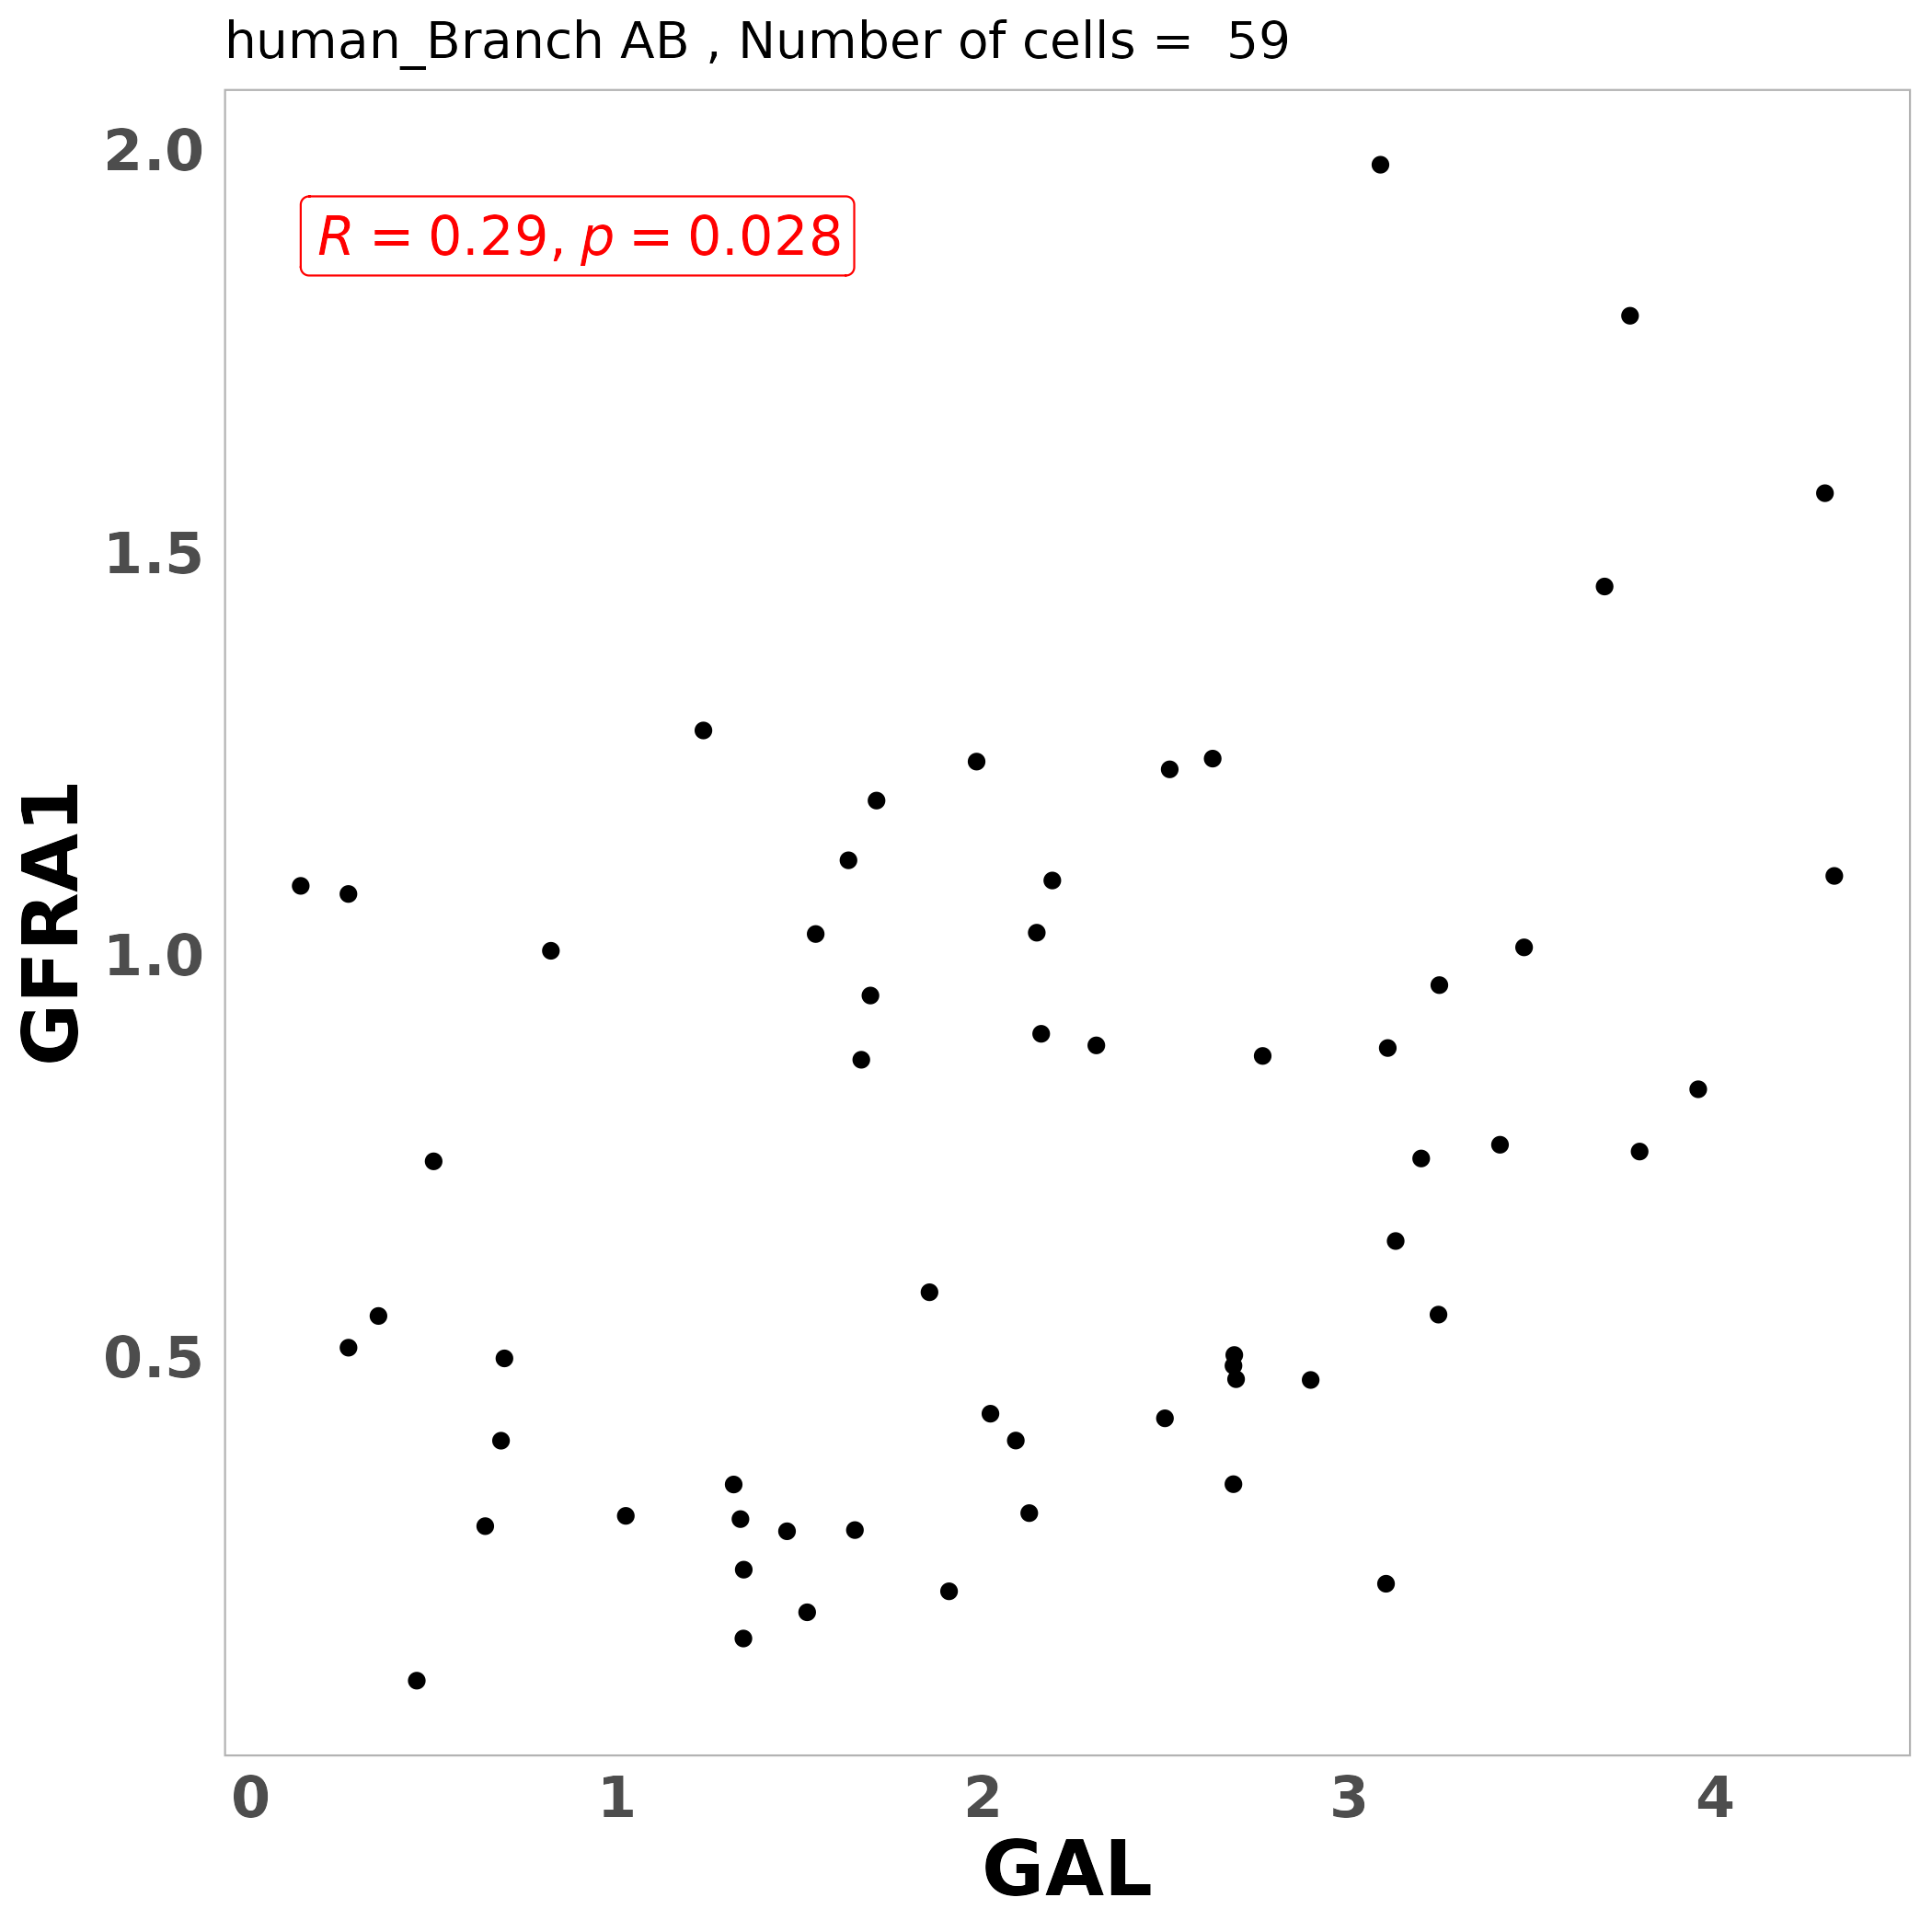 human_Branch AB , Number of cells =  59
2.0
R = 0.29, p = 0.028
1.5
GFRA1
1.0
0.5
0 1 2 3 4
GAL